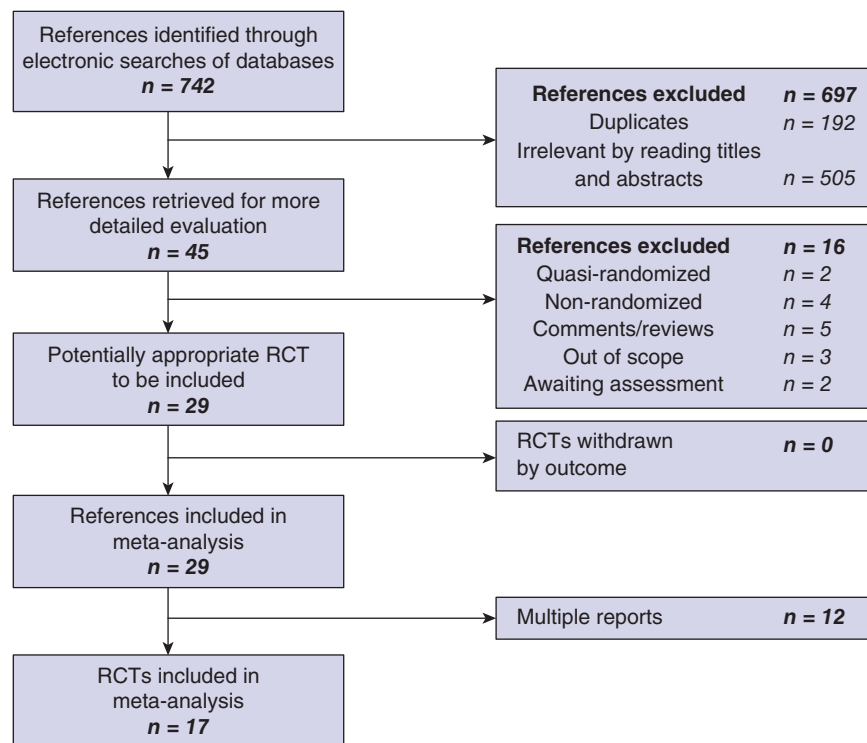 References identified through
electronic searches of databases
n = 742
References excluded n = 697
Duplicates n = 192
Irrelevant by reading titles
and abstracts n = 505
References retrieved for more
detailed evaluation
n = 45
References excluded n = 16
Quasi-randomized n = 2
Non-randomized n = 4
Comments/reviews n = 5
Out of scope n = 3
Awaiting assessment n = 2
Potentially appropriate RCT
to be included
n = 29
RCTs withdrawn n = 0
by outcome
References included in
meta-analysis
n = 29
Multiple reports n = 12
RCTs included in
meta-analysis
n = 17